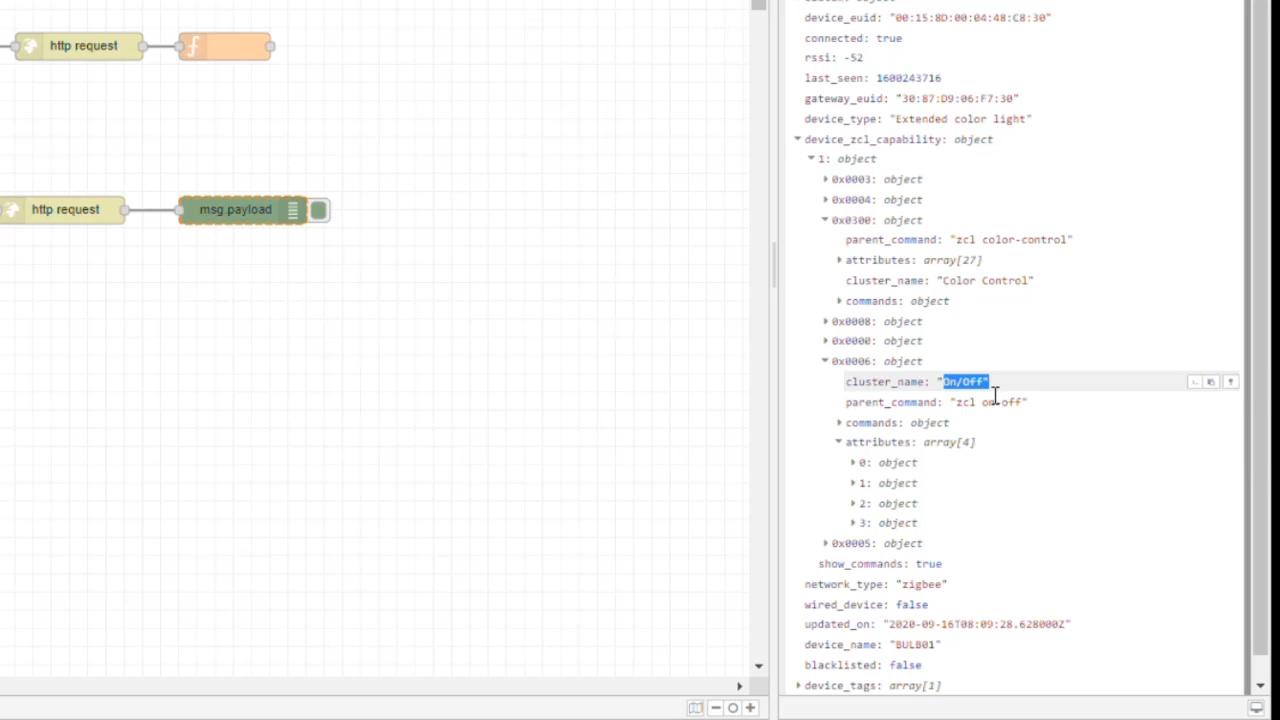 http request
f
http request
msg.payload
device_euid: "00:15:8D:00:04:48:C8:30"
connected: true
rssi: -52
last_seen: 1600243716
gateway_euid: "30:87:D9:06:F7:30"
device_type: "Extended color light"
device_zcl_capability: object
1: object
0x0003: object
0x0004: object
0x0300: object
parent_command: "zcl color-control"
attributes: array[27]
cluster_name: "Color Control"
commands: object
0x0008: object
0x0000: object
0x0006: object
cluster_name: "On/Off"
parent_command: "zcl on-off"
commands: object
attributes: array[4]
0: object
1: object
2: object
3: object
0x0005: object
show_commands: true
network_type: "zigbee"
wired_device: false
updated_on: "2020-09-16T08:09:28.628000Z"
device_name: "BULB01"
blacklisted: false
device_tags: array[1]